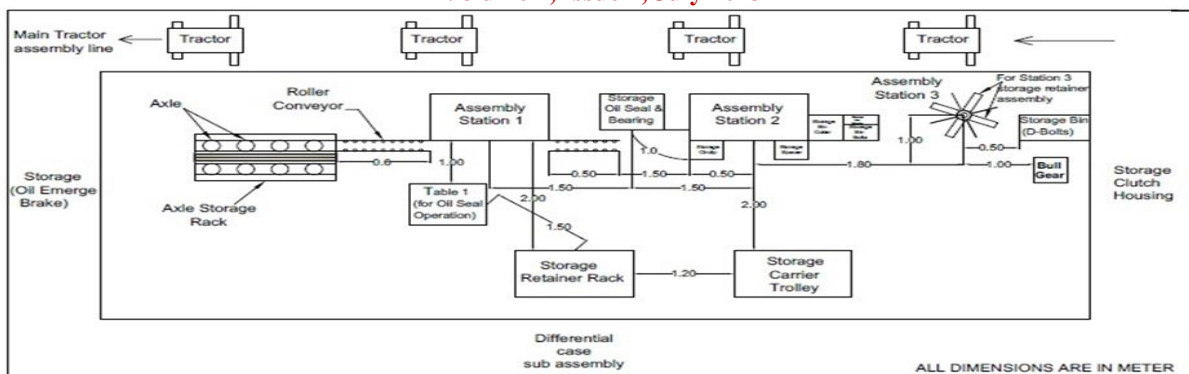 Main Tractor
assembly line
Tractor
Tractor
Tractor
Tractor
Axle
Roller
Conveyor
Assembly
Station 1
Storage
Oil Seal &
Bearing
Assembly
Station 2
Assembly
Station 3
For Station 3
storage retainer
assembly
Storage Bin
(D-Bolts)
Storage
Storage
Spacer
0.6
1.00
0.50
1.0
1.50
0.50
1.80
1.00
0.50
1.00
Bull
Gear
Storage
(Oil Emerge
Brake)
Axle Storage
Rack
Table 1
(for Oil Seal
Operation)
1.50
1.50
2.00
2.00
1.50
Storage
Retainer Rack
1.20
Storage
Carrier
Trolley
Storage
Clutch
Housing
Differential
case
sub assembly
ALL DIMENSIONS ARE IN METER